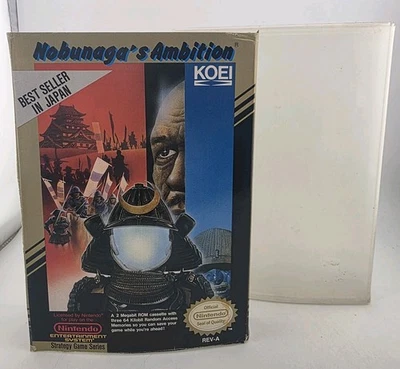 Nobunaga's Ambition®
KOEI
BEST SELLER
IN JAPAN
Licensed by Nintendo®
for play on the
Nintendo®
ENTERTAINMENT
SYSTEM®
Strategy Game Series
A 2 Megabit ROM cassette with
three 64 Kilobit Random Access
Memories so you can save your
game while you're ahead!
Official
Nintendo
Seal of Quality
REV-A